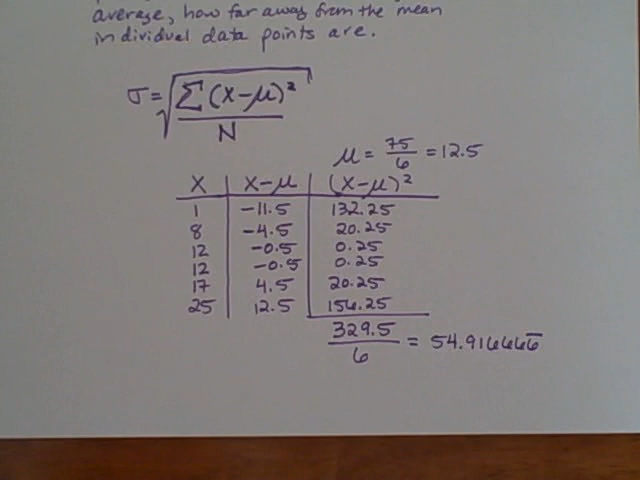 average, how far away from the mean
individual data points are.
σ = √(Σ(x−μ)² / N)
μ = 75/6 = 12.5
x | x−μ | (x−μ)²
1 | −11.5 | 132.25
8 | −4.5 | 20.25
12 | −0.5 | 0.25
12 | −0.5 | 0.25
17 | 4.5 | 20.25
25 | 12.5 | 156.25
329.5/6 = 54.916666̅